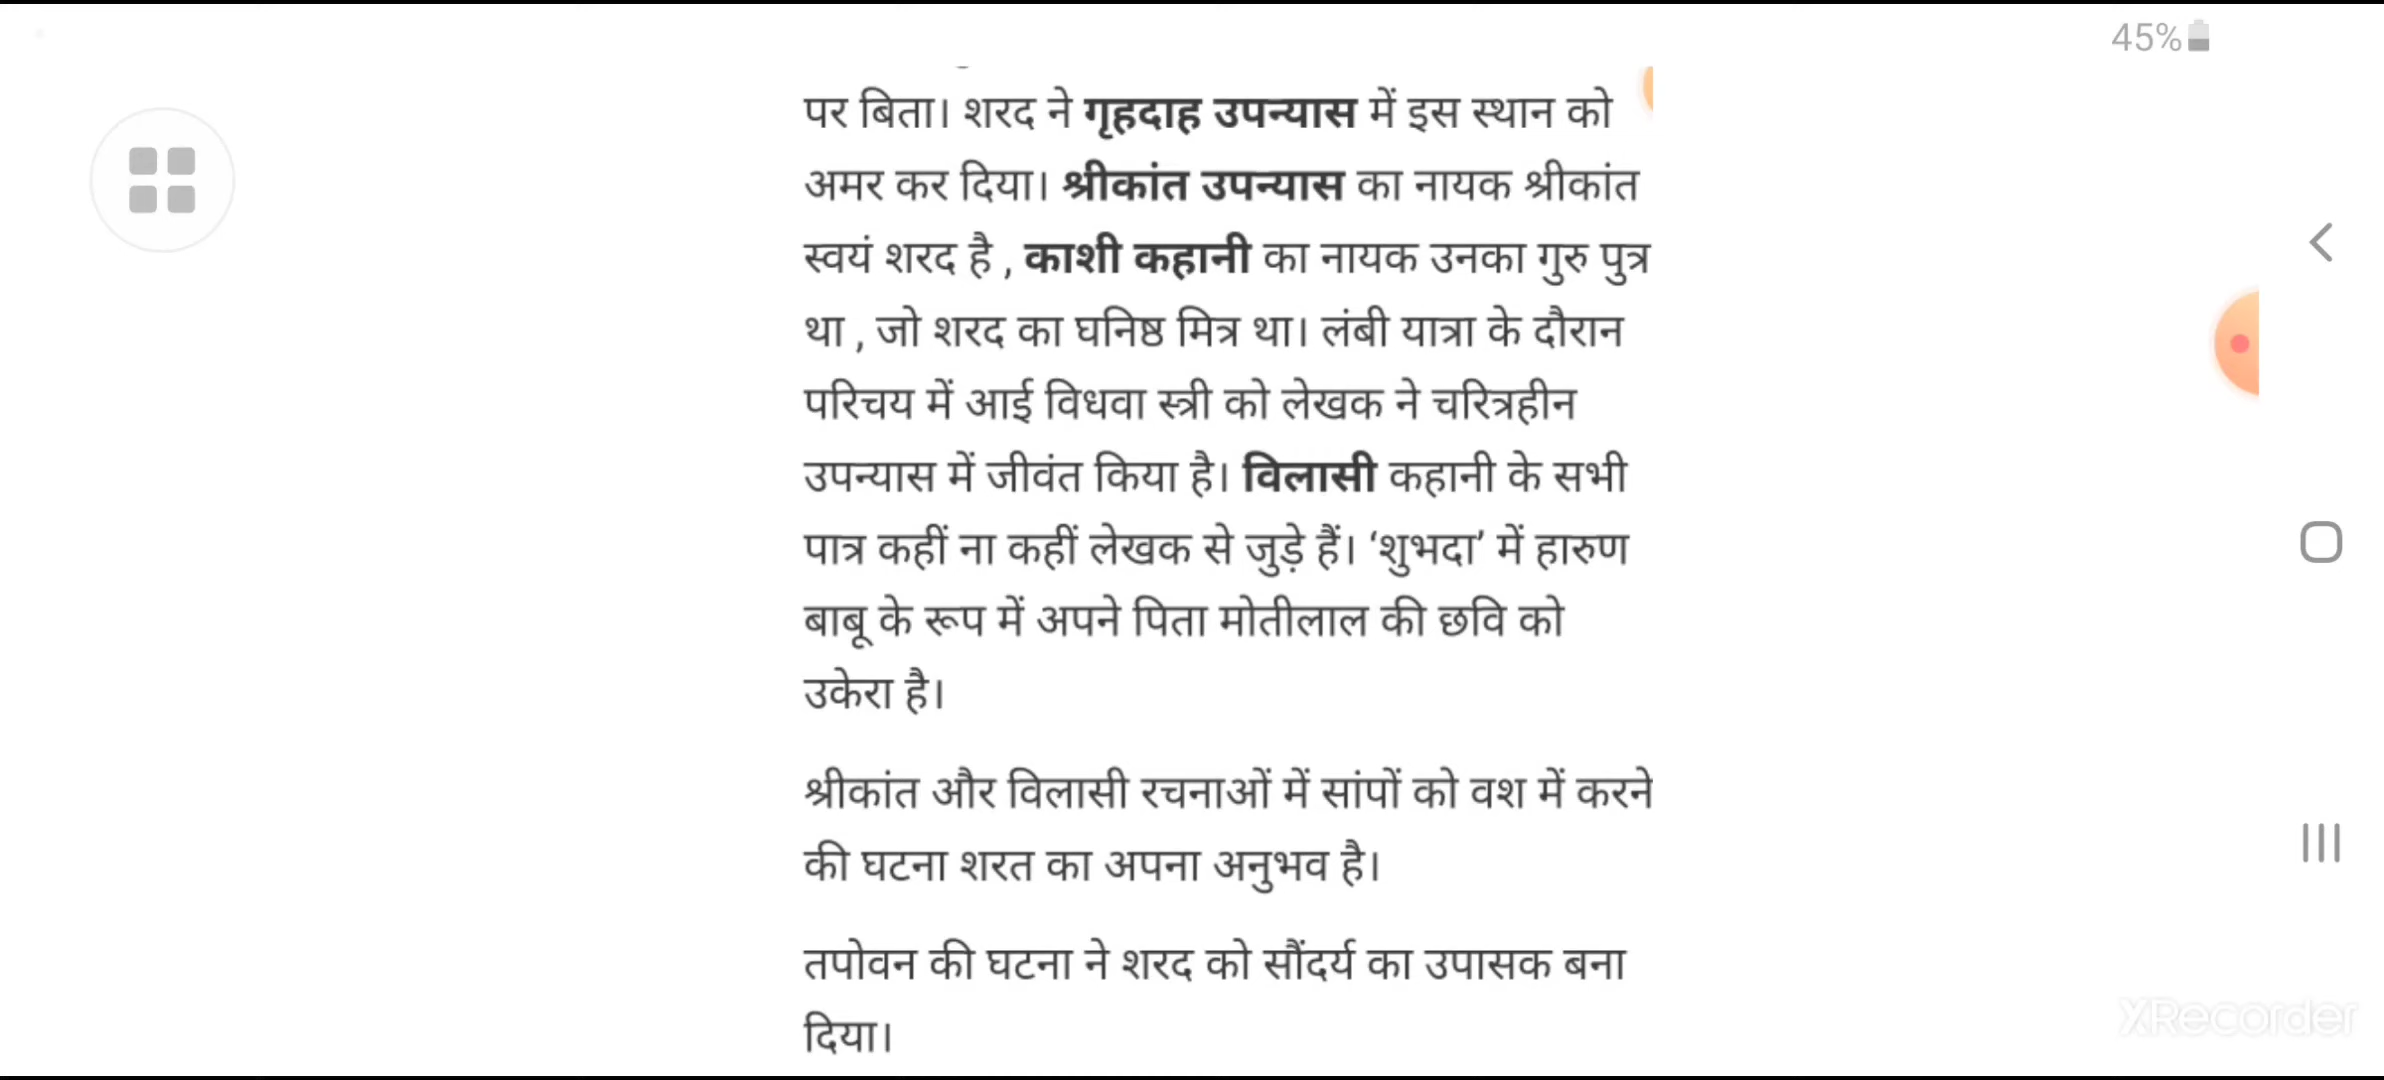 45%
पर बिता। शरद ने गृहदाह उपन्यास में इस स्थान को
अमर कर दिया। श्रीकांत उपन्यास का नायक श्रीकांत
स्वयं शरद है , काशी कहानी का नायक उनका गुरु पुत्र
था , जो शरद का घनिष्ठ मित्र था। लंबी यात्रा के दौरान
परिचय में आई विधवा स्त्री को लेखक ने चरित्रहीन
उपन्यास में जीवंत किया है। विलासी कहानी के सभी
पात्र कहीं ना कहीं लेखक से जुड़े हैं। ‘शुभदा’ में हारुण
बाबू के रूप में अपने पिता मोतीलाल की छवि को
उकेरा है।
श्रीकांत और विलासी रचनाओं में सांपों को वश में करने
की घटना शरत का अपना अनुभव है।
तपोवन की घटना ने शरद को सौंदर्य का उपासक बना
दिया।
XRecorder